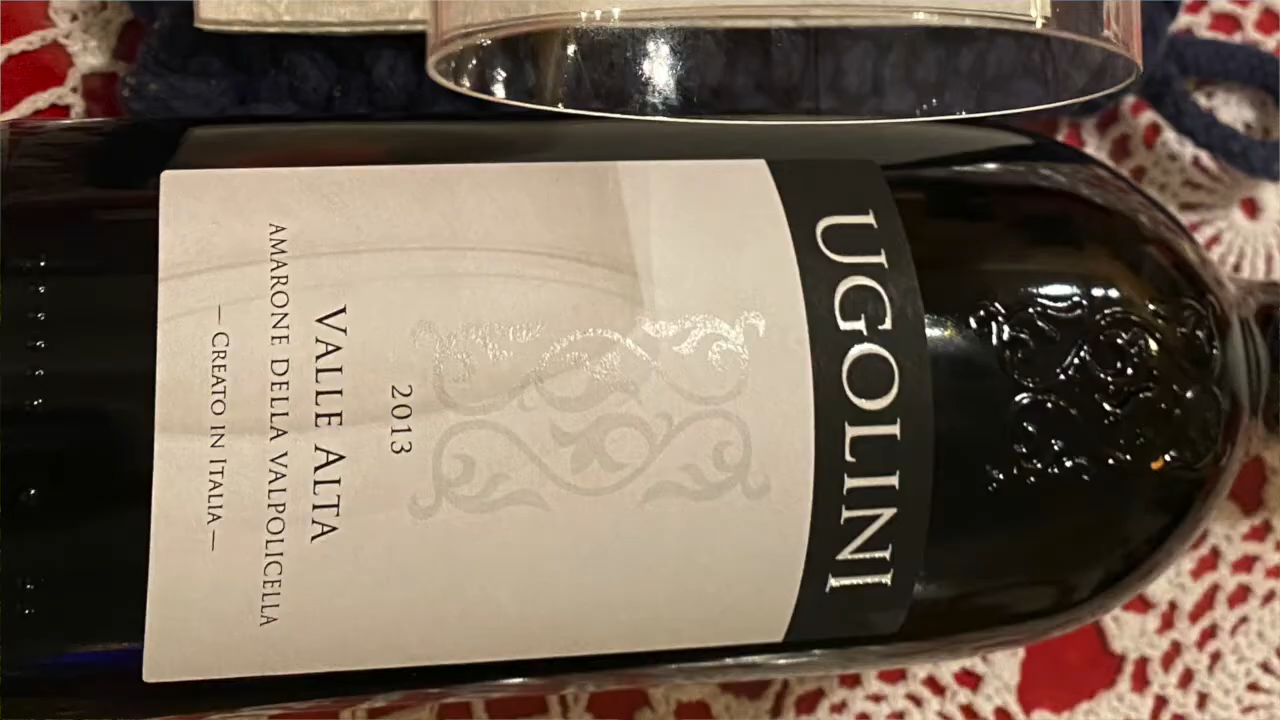 UGOLINI
2013
VALLE ALTA
AMARONE DELLA VALPOLICELLA
— CREATO IN ITALIA —